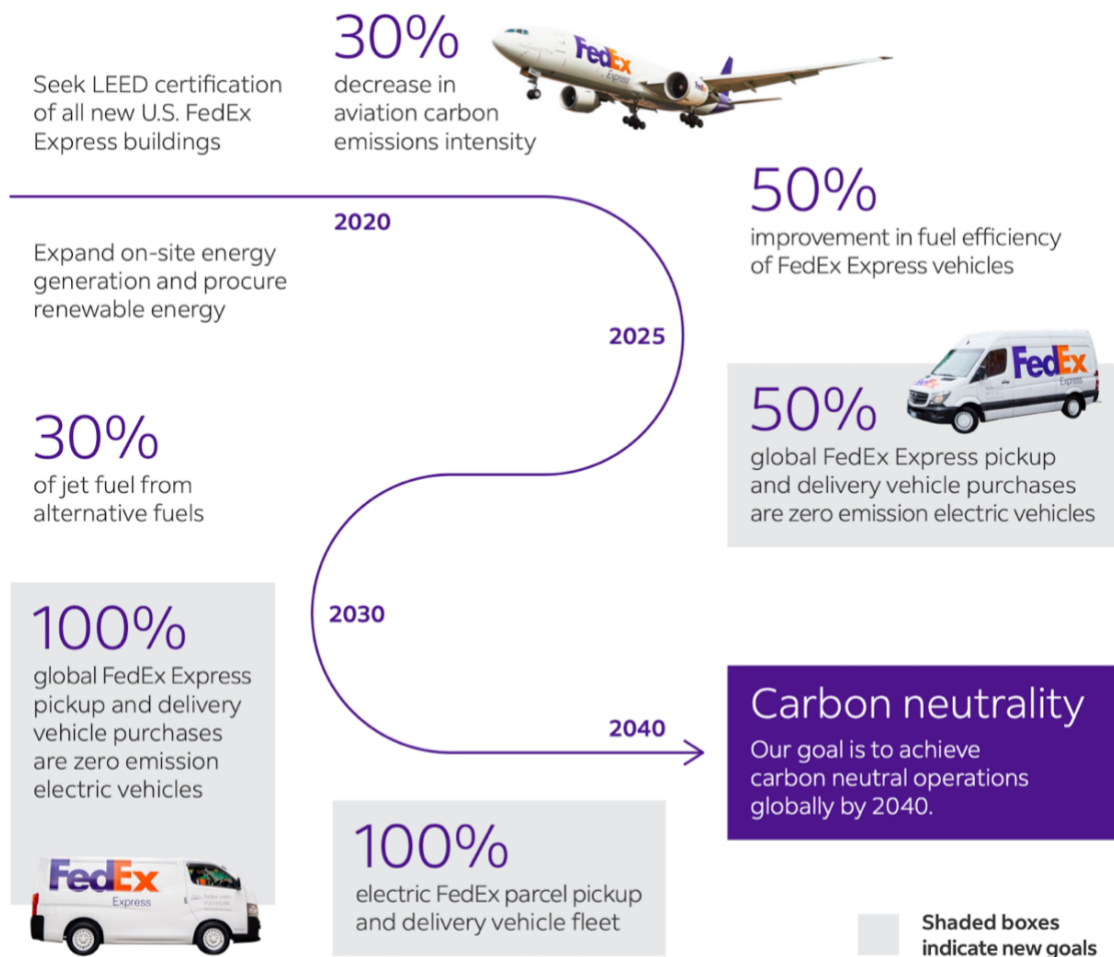 Seek LEED certification
of all new U.S. FedEx
Express buildings
30%
decrease in
aviation carbon
emissions intensity
FedEx
Express
FedEx
2020
Expand on-site energy
generation and procure
renewable energy
50%
improvement in fuel efficiency
of FedEx Express vehicles
2025
FedEx
Express
FedEx
50%
global FedEx Express pickup
and delivery vehicle purchases
are zero emission electric vehicles
30%
of jet fuel from
alternative fuels
2030
100%
global FedEx Express
pickup and delivery
vehicle purchases
are zero emission
electric vehicles
FedEx
Express
2040
Carbon neutrality
Our goal is to achieve
carbon neutral operations
globally by 2040.
100%
electric FedEx parcel pickup
and delivery vehicle fleet
Shaded boxes
indicate new goals